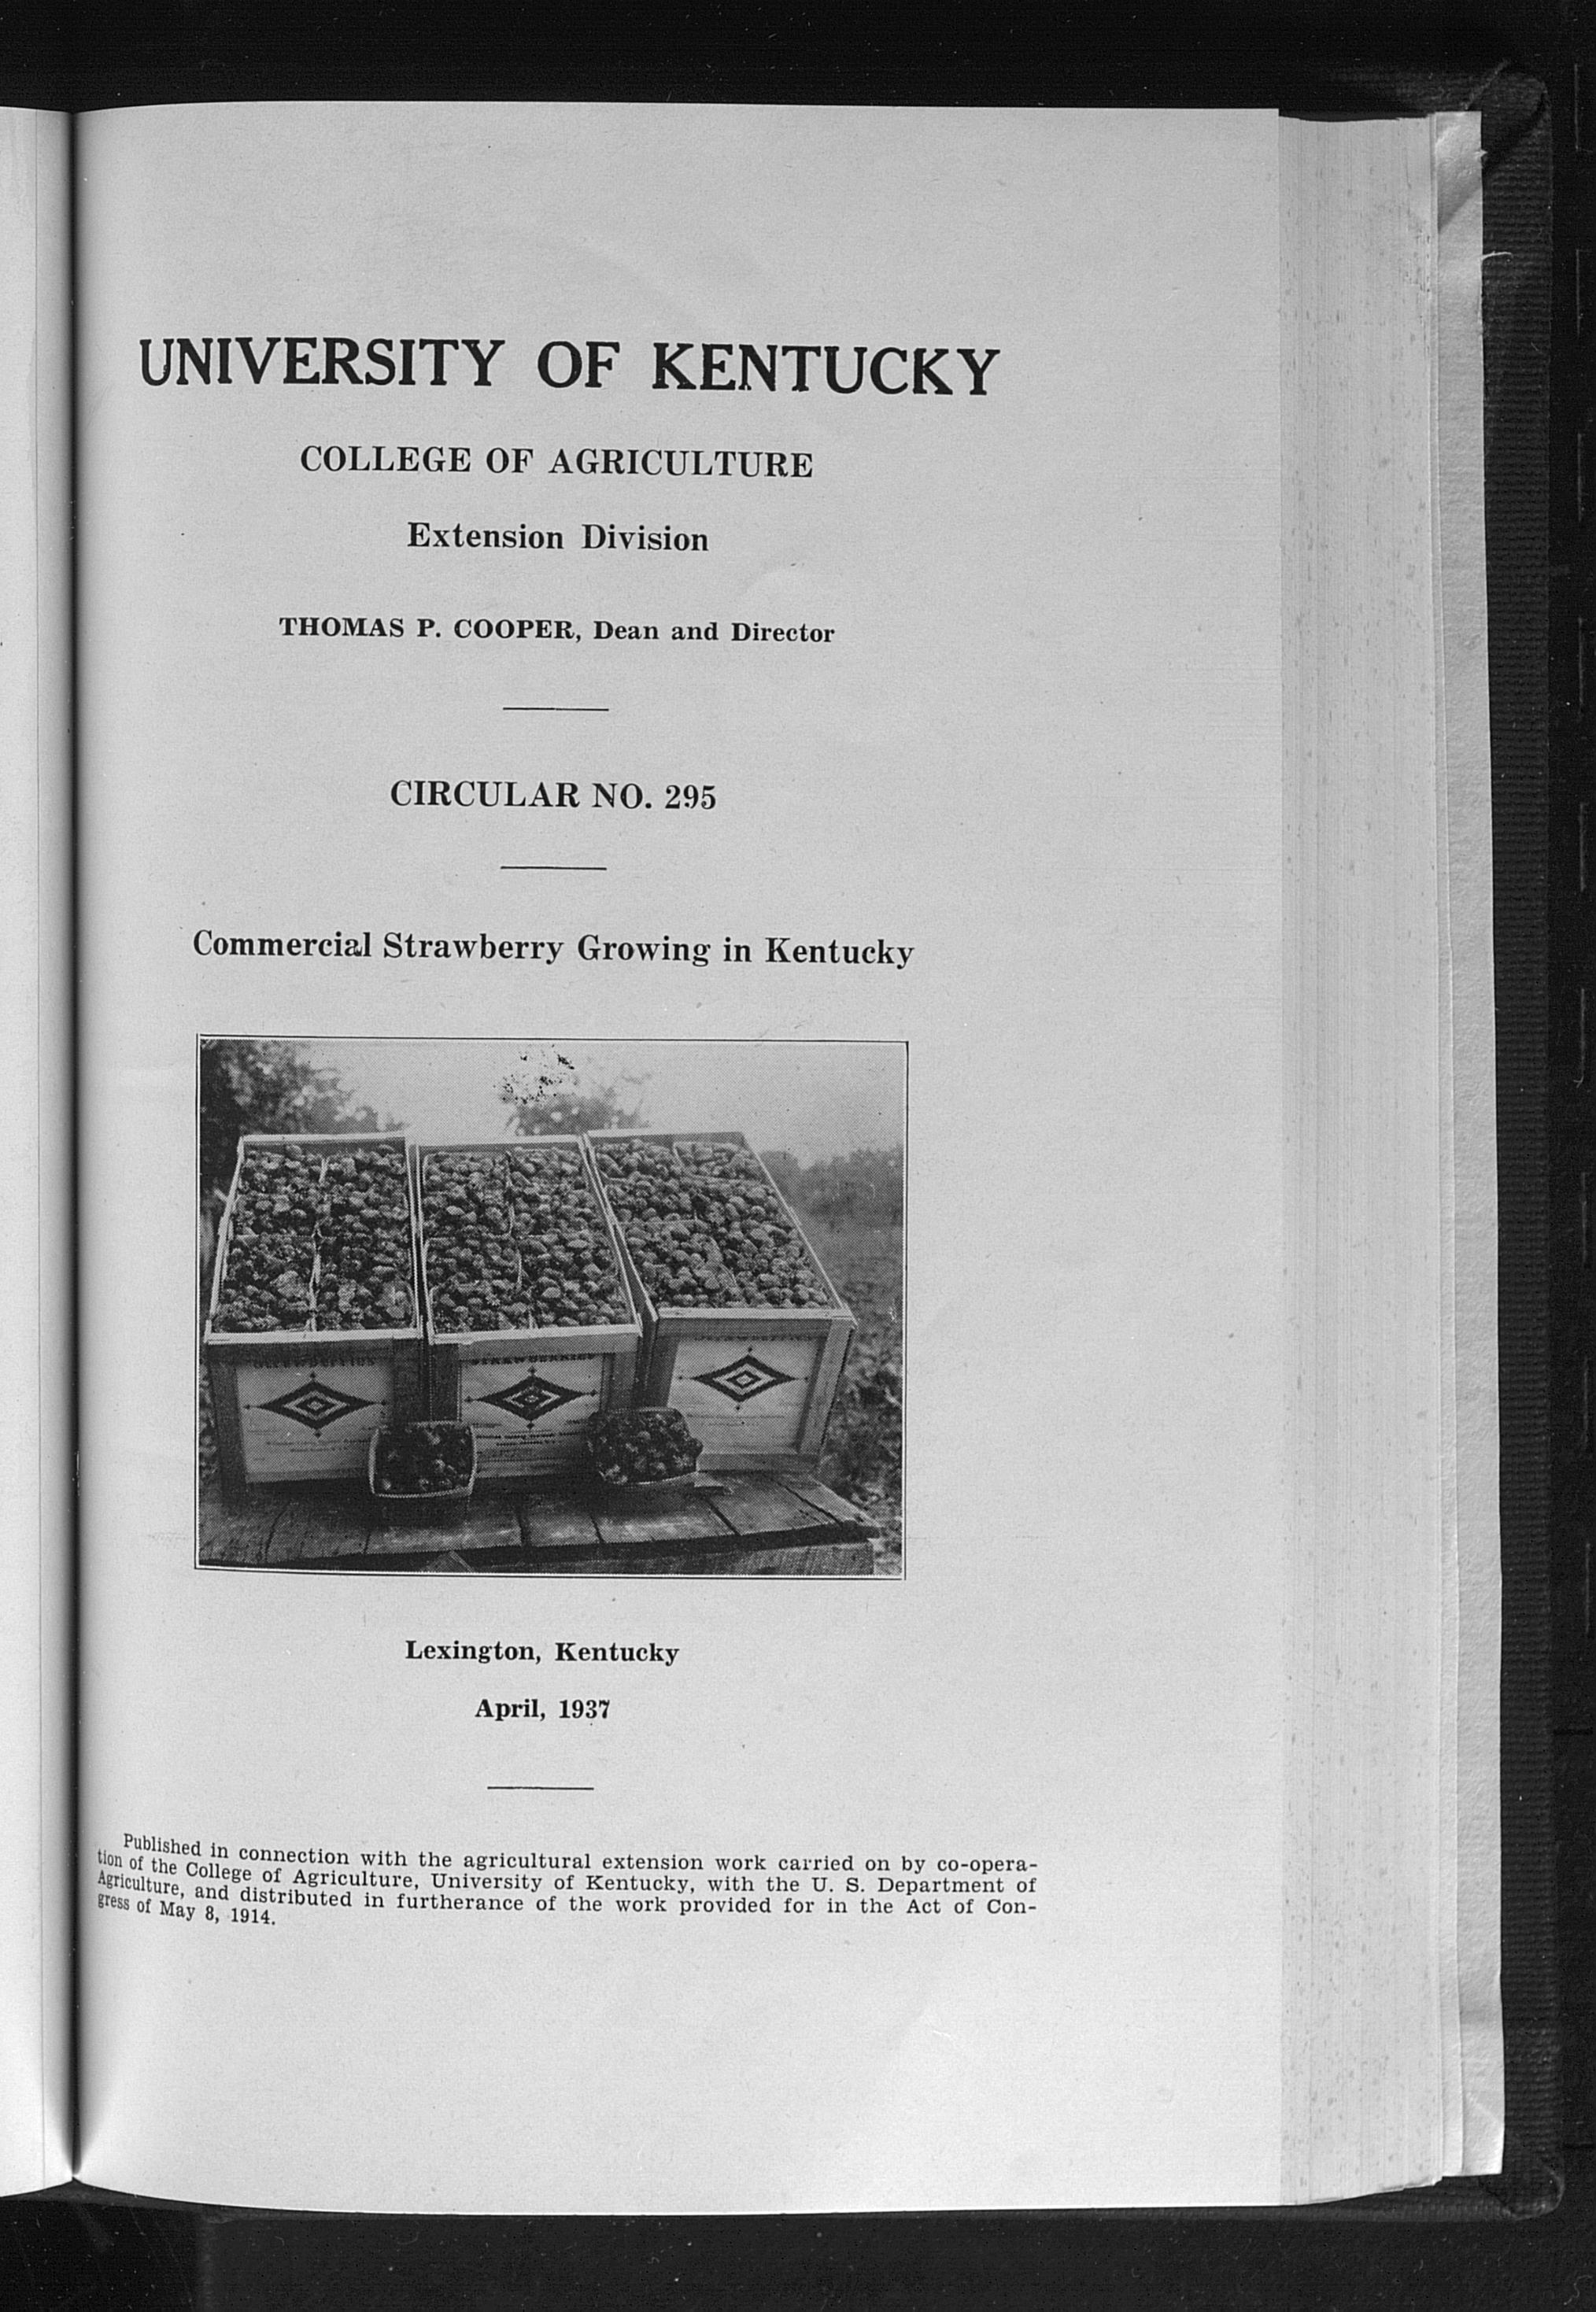 UNIVERSITY OF KENTUCKY
COLLEGE OF AGRICULTURE
Extension Division
THOMAS P. COOPER, Dean and Director
CIRCULAR NO. 295
Commercial Strawberry Growing in Kentucky
STRAWBERRIES
STRAWBERRIES
STRAWBERRIES
Lexington, Kentucky
April, 1937
Published in connection with the agricultural extension work carried on by co-opera-
tion of the College of Agriculture, University of Kentucky, with the U. S. Department of
Agriculture, and distributed in furtherance of the work provided for in the Act of Con-
gress of May 8, 1914.